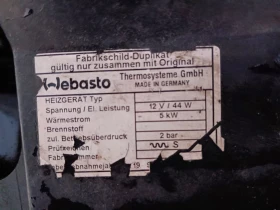 Fabrikschild-Duplikat
gültig nur zusammen mit Original
Webasto Thermosysteme GmbH
MADE IN GERMANY
HEIZGERÄT Typ
Spannung / El. Leistung 12 V / 44 W
Wärmestrom 5 kW
Brennstoff
zul. Betriebsüberdruck 2 bar
Prüfzeichen S
Fabriknummer